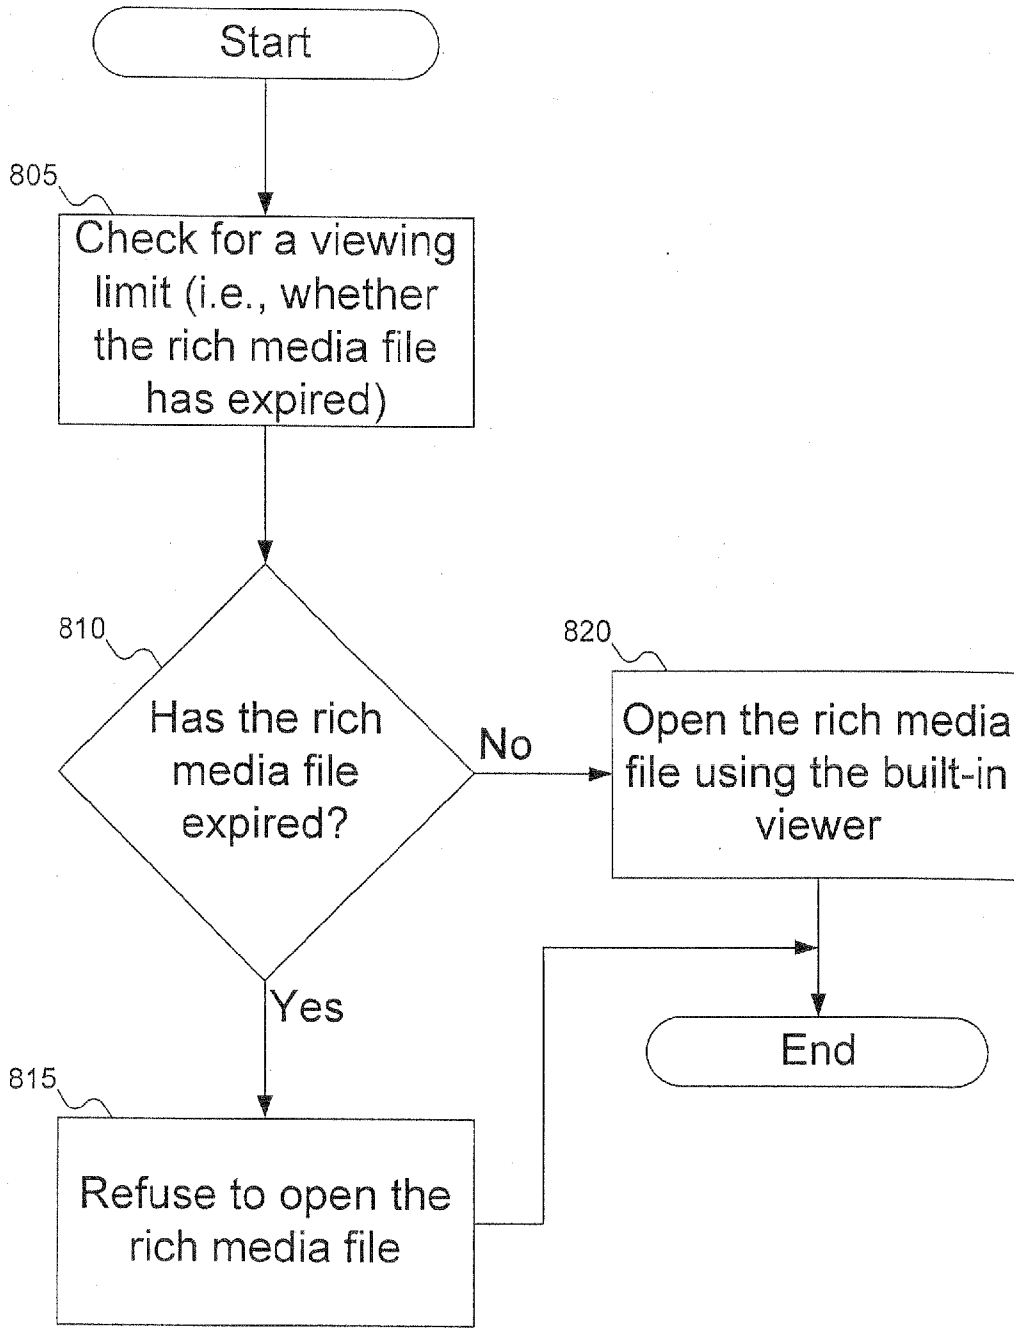 Start
805
Check for a viewing
limit (i.e., whether
the rich media file
has expired)
810
Has the rich
media file
expired?
No
820
Open the rich media
file using the built-in
viewer
Yes
End
815
Refuse to open the
rich media file